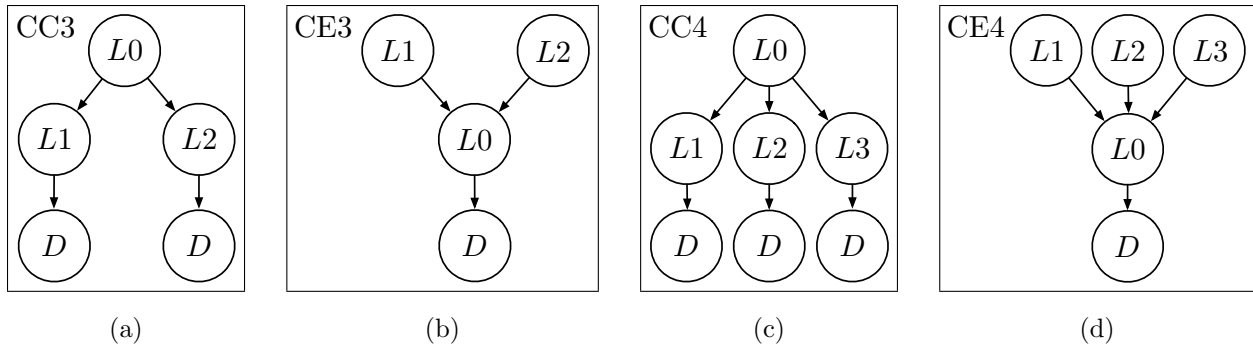 CC3
L0
L1 L2
D D
(a)
CE3
L1 L2
L0
D
(b)
CC4
L0
L1 L2 L3
D D D
(c)
CE4
L1 L2 L3
L0
D
(d)